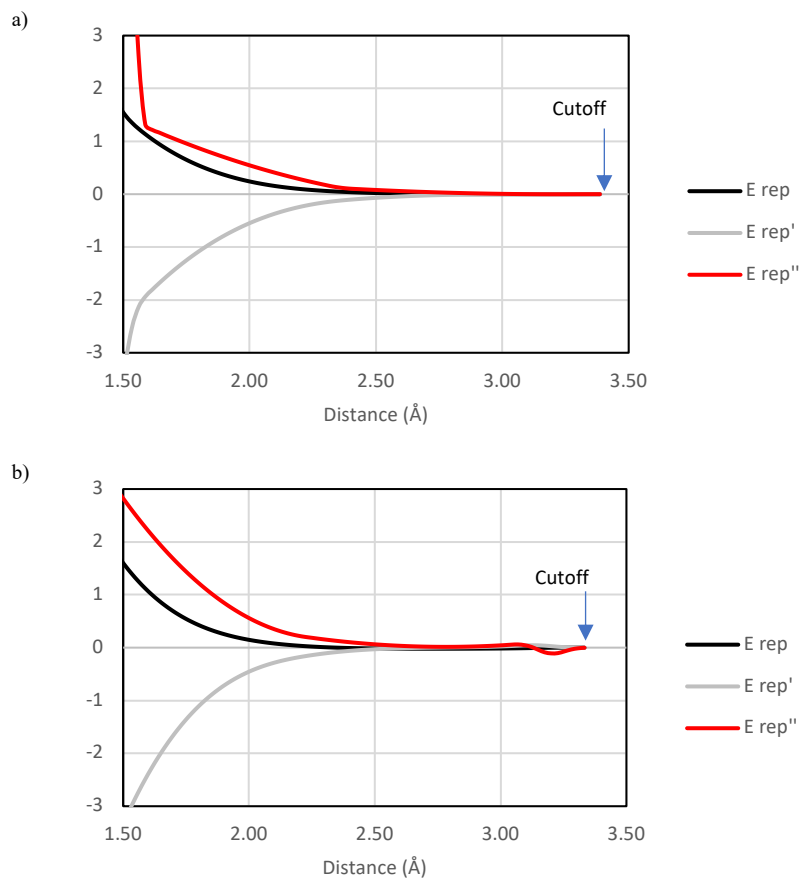 a)
3
2
1
0
-1
-2
-3
Cutoff
1.50 2.00 2.50 3.00 3.50
Distance (Å)
E rep
E rep'
E rep''
b)
3
2
1
0
-1
-2
-3
Cutoff
1.50 2.00 2.50 3.00 3.50
Distance (Å)
E rep
E rep'
E rep''